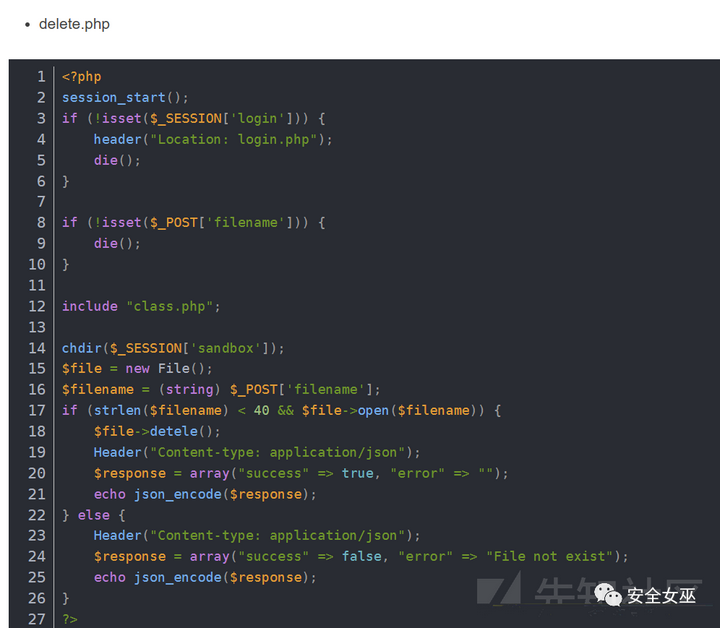 • delete.php
1 <?php
2 session_start();
3 if (!isset($_SESSION['login'])) {
4     header("Location: login.php");
5     die();
6 }
7
8 if (!isset($_POST['filename'])) {
9     die();
10 }
11
12 include "class.php";
13
14 chdir($_SESSION['sandbox']);
15 $file = new File();
16 $filename = (string) $_POST['filename'];
17 if (strlen($filename) < 40 && $file->open($filename)) {
18     $file->detele();
19     Header("Content-type: application/json");
20     $response = array("success" => true, "error" => "");
21     echo json_encode($response);
22 } else {
23     Header("Content-type: application/json");
24     $response = array("success" => false, "error" => "File not exist");
25     echo json_encode($response);
26 }
27 ?>
先知社区
安全女巫